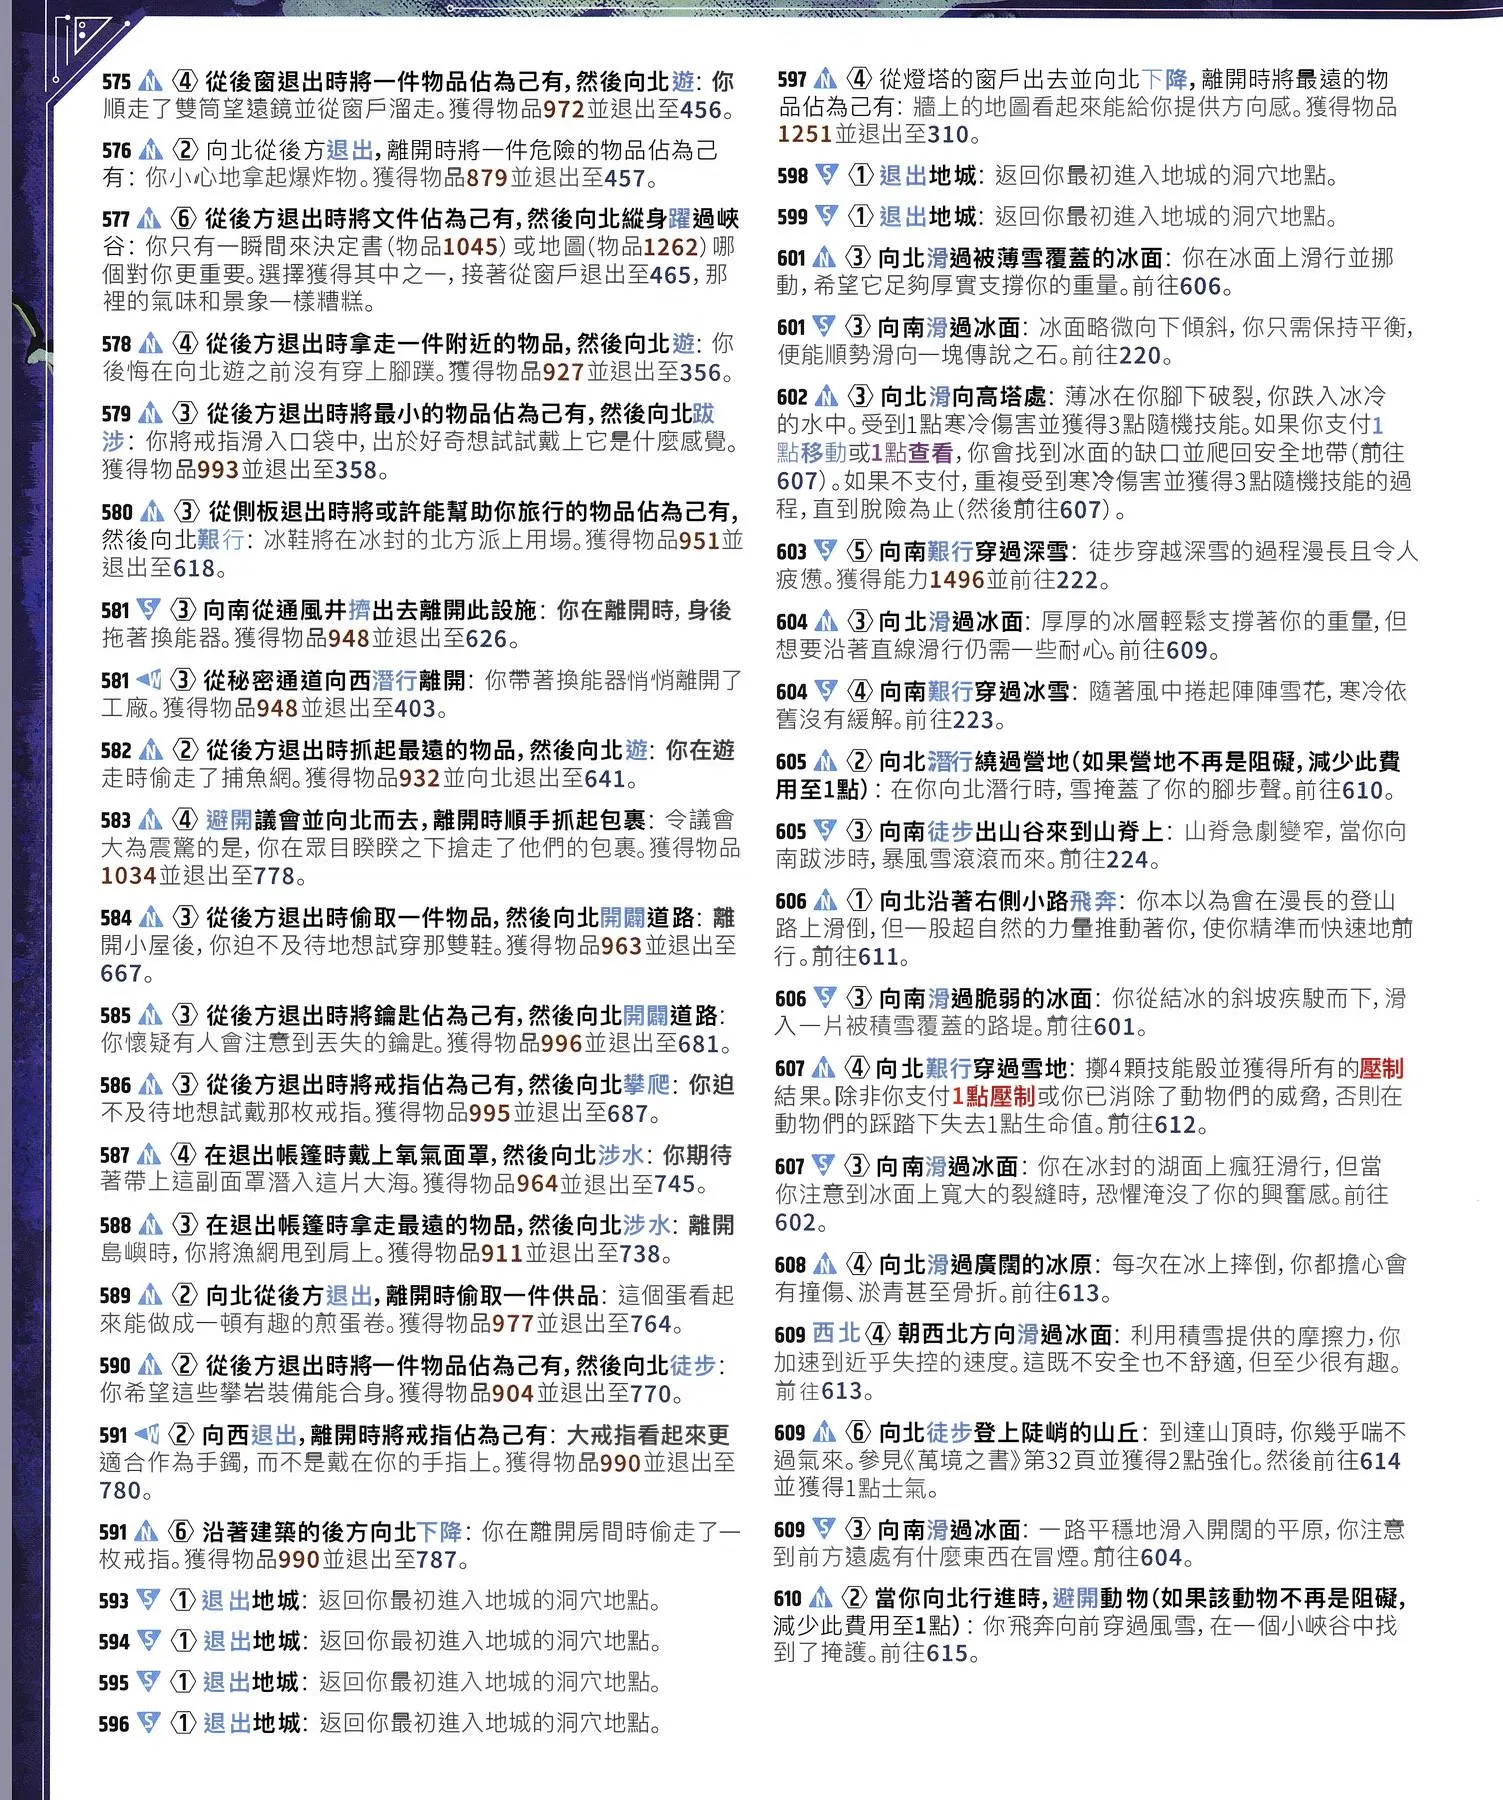 575 N 4 從後窗退出時將一件物品佔為己有，然後向北遊：你
順走了雙筒望遠鏡並從窗戶溜走。獲得物品972並退出至456。
576 N 2 向北從後方退出，離開時將一件危險的物品佔為己
有：你小心地拿起爆炸物。獲得物品879並退出至457。
577 N 6 從後方退出時將文件佔為己有，然後向北縱身躍過峽
谷：你只有一瞬間來決定書（物品1045）或地圖（物品1262）哪
個對你更重要。選擇獲得其中之一，接著從窗戶退出至465，那
裡的氣味和景象一樣糟糕。
578 N 4 從後方退出時拿走一件附近的物品，然後向北遊：你
後悔在向北遊之前沒有穿上腳蹼。獲得物品927並退出至356。
579 N 3 從後方退出時將最小的物品佔為己有，然後向北跋
涉：你將戒指滑入口袋中，出於好奇想試試戴上它是什麼感覺。
獲得物品993並退出至358。
580 N 3 從側板退出時將或許能幫助你旅行的物品佔為己有，
然後向北艱行：冰鞋將在冰封的北方派上用場。獲得物品951並
退出至618。
581 S 3 向南從通風井擠出去離開此設施：你在離開時，身後
拖著換能器。獲得物品948並退出至626。
581 W 3 從秘密通道向西潛行離開：你帶著換能器悄悄離開了
工廠。獲得物品948並退出至403。
582 N 2 從後方退出時抓起最遠的物品，然後向北遊：你在遊
走時偷走了捕魚網。獲得物品932並向北退出至641。
583 N 4 避開議會並向北而去，離開時順手抓起包裹：令議會
大為震驚的是，你在眾目睽睽之下搶走了他們的包裹。獲得物品
1034並退出至778。
584 N 3 從後方退出時偷取一件物品，然後向北開闢道路：離
開小屋後，你迫不及待地想試穿那雙鞋。獲得物品963並退出至
667。
585 N 3 從後方退出時將鑰匙佔為己有，然後向北開闢道路：
你懷疑有人會注意到丟失的鑰匙。獲得物品996並退出至681。
586 N 3 從後方退出時將戒指佔為己有，然後向北攀爬：你迫
不及待地想試戴那枚戒指。獲得物品995並退出至687。
587 N 4 在退出帳篷時戴上氧氣面罩，然後向北涉水：你期待
著帶上這副面罩潛入這片大海。獲得物品964並退出至745。
588 N 3 在退出帳篷時拿走最遠的物品，然後向北涉水：離開
島嶼時，你將漁網甩到肩上。獲得物品911並退出至738。
589 N 2 向北從後方退出，離開時偷取一件供品：這個蛋看起
來能做成一頓有趣的煎蛋卷。獲得物品977並退出至764。
590 N 2 從後方退出時將一件物品佔為己有，然後向北徒步：
你希望這些攀岩裝備能合身。獲得物品904並退出至770。
591 W 2 向西退出，離開時將戒指佔為己有：大戒指看起來更
適合作為手鐲，而不是戴在你的手指上。獲得物品990並退出至
780。
591 N 6 沿著建築的後方向北下降：你在離開房間時偷走了一
枚戒指。獲得物品990並退出至787。
593 S 1 退出地城：返回你最初進入地城的洞穴地點。
594 S 1 退出地城：返回你最初進入地城的洞穴地點。
595 S 1 退出地城：返回你最初進入地城的洞穴地點。
596 S 1 退出地城：返回你最初進入地城的洞穴地點。
597 N 4 從燈塔的窗戶出去並向北下降，離開時將最遠的物
品佔為己有：牆上的地圖看起來能給你提供方向感。獲得物品
1251並退出至310。
598 S 1 退出地城：返回你最初進入地城的洞穴地點。
599 S 1 退出地城：返回你最初進入地城的洞穴地點。
601 N 3 向北滑過被薄雪覆蓋的冰面：你在冰面上滑行並挪
動，希望它足夠厚實支撐你的重量。前往606。
601 S 3 向南滑過冰面：冰面略微向下傾斜，你只需保持平衡，
便能順勢滑向一塊傳說之石。前往220。
602 N 3 向北滑向高塔處：薄冰在你腳下破裂，你跌入冰冷
的水中。受到1點寒冷傷害並獲得3點隨機技能。如果你支付1
點移動或1點查看，你會找到冰面的缺口並爬回安全地帶（前往
607）。如果不支付，重複受到寒冷傷害並獲得3點隨機技能的過
程，直到脫險為止（然後前往607）。
603 S 5 向南艱行穿過深雪：徒步穿越深雪的過程漫長且令人
疲憊。獲得能力1496並前往222。
604 N 3 向北滑過冰面：厚厚的冰層輕鬆支撐著你的重量，但
想要沿著直線滑行仍需一些耐心。前往609。
604 S 4 向南艱行穿過冰雪：隨著風中捲起陣陣雪花，寒冷依
舊沒有緩解。前往223。
605 N 2 向北潛行繞過營地（如果營地不再是阻礙，減少此費
用至1點）：在你向北潛行時，雪掩蓋了你的腳步聲。前往610。
605 S 3 向南徒步出山谷來到山脊上：山脊急劇變窄，當你向
南跋涉時，暴風雪滾滾而來。前往224。
606 N 1 向北沿著右側小路飛奔：你本以為會在漫長的登山
路上滑倒，但一股超自然的力量推動著你，使你精準而快速地前
行。前往611。
606 S 3 向南滑過脆弱的冰面：你從結冰的斜坡疾駛而下，滑
入一片被積雪覆蓋的路堤。前往601。
607 N 4 向北艱行穿過雪地：擲4顆技能骰並獲得所有的壓制
結果。除非你支付1點壓制或你已消除了動物們的威脅，否則在
動物們的踩踏下失去1點生命值。前往612。
607 S 3 向南滑過冰面：你在冰封的湖面上瘋狂滑行，但當
你注意到冰面上寬大的裂縫時，恐懼淹沒了你的興奮感。前往
602。
608 N 4 向北滑過廣闊的冰原：每次在冰上摔倒，你都擔心會
有撞傷、淤青甚至骨折。前往613。
609 西北 4 朝西北方向滑過冰面：利用積雪提供的摩擦力，你
加速到近乎失控的速度。這既不安全也不舒適，但至少很有趣。
前往613。
609 N 6 向北徒步登上陡峭的山丘：到達山頂時，你幾乎喘不
過氣來。參見《萬境之書》第32頁並獲得2點強化。然後前往614
並獲得1點士氣。
609 S 3 向南滑過冰面：一路平穩地滑入開闊的平原，你注意
到前方遠處有什麼東西在冒煙。前往604。
610 N 2 當你向北行進時，避開動物（如果該動物不再是阻礙，
減少此費用至1點）：你飛奔向前穿過風雪，在一個小峽谷中找
到了掩護。前往615。